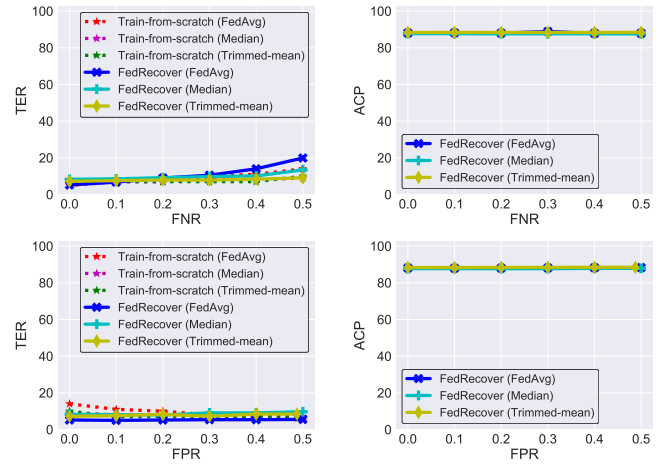 100
80
60
40
20
0
TER
0.0 0.1 0.2 0.3 0.4 0.5
FNR
Train-from-scratch (FedAvg)
Train-from-scratch (Median)
Train-from-scratch (Trimmed-mean)
FedRecover (FedAvg)
FedRecover (Median)
FedRecover (Trimmed-mean)
100
80
60
40
20
0
ACP
0.0 0.1 0.2 0.3 0.4 0.5
FNR
FedRecover (FedAvg)
FedRecover (Median)
FedRecover (Trimmed-mean)
100
80
60
40
20
0
TER
0.0 0.1 0.2 0.3 0.4 0.5
FPR
Train-from-scratch (FedAvg)
Train-from-scratch (Median)
Train-from-scratch (Trimmed-mean)
FedRecover (FedAvg)
FedRecover (Median)
FedRecover (Trimmed-mean)
100
80
60
40
20
0
ACP
0.0 0.1 0.2 0.3 0.4 0.5
FPR
FedRecover (FedAvg)
FedRecover (Median)
FedRecover (Trimmed-mean)